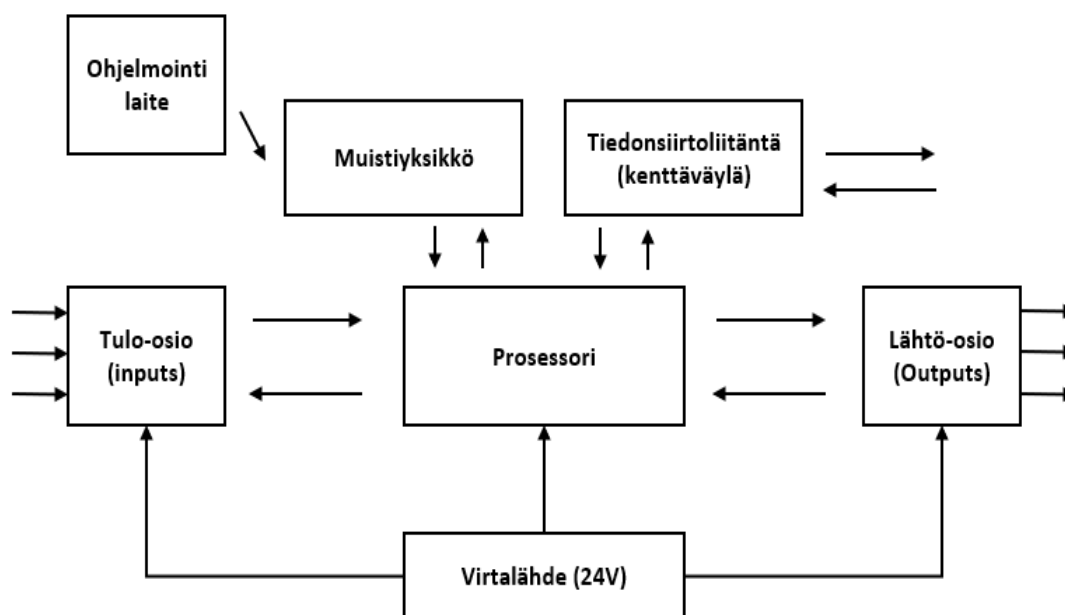 Ohjelmointi
laite
Muistiyksikkö
Tiedonsiirtoliitäntä
(kenttäväylä)
Tulo-osio
(inputs)
Prosessori
Lähtö-osio
(Outputs)
Virtalähde (24V)